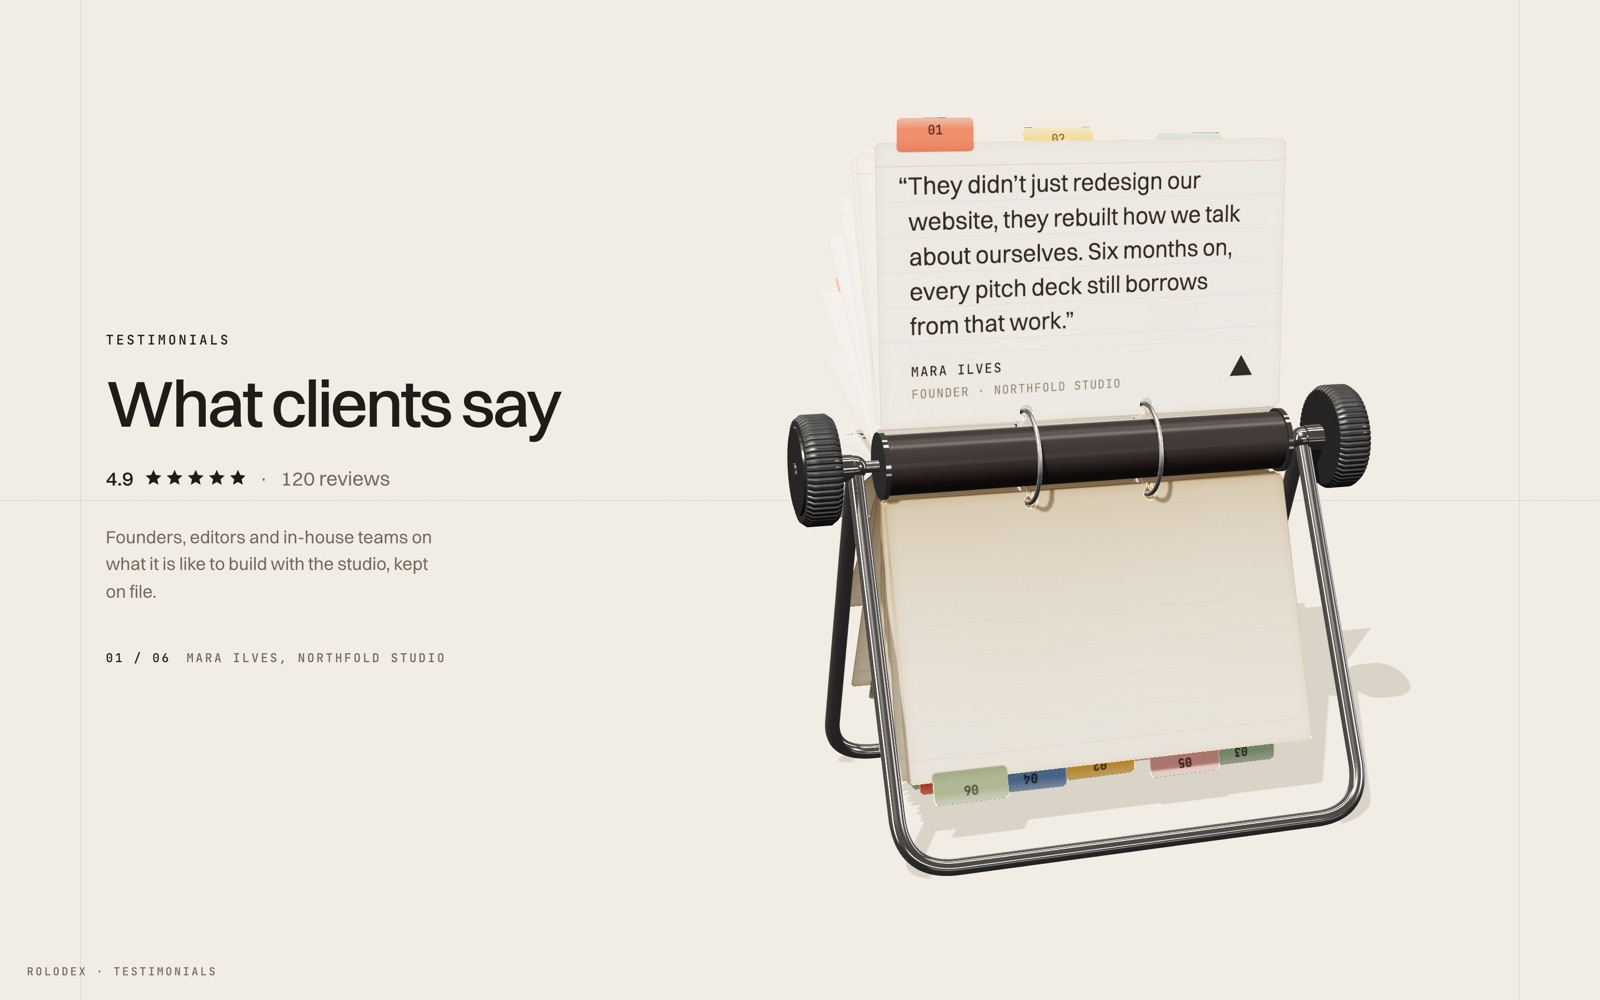 TESTIMONIALS
What clients say
4.9 ★★★★★ · 120 reviews
Founders, editors and in-house teams on
what it is like to build with the studio, kept
on file.
01 / 06 MARA ILVES, NORTHFOLD STUDIO
01
02
“They didn’t just redesign our
website, they rebuilt how we talk
about ourselves. Six months on,
every pitch deck still borrows
from that work.”
MARA ILVES
FOUNDER · NORTHFOLD STUDIO
06
04
02
05
03
ROLODEX · TESTIMONIALS